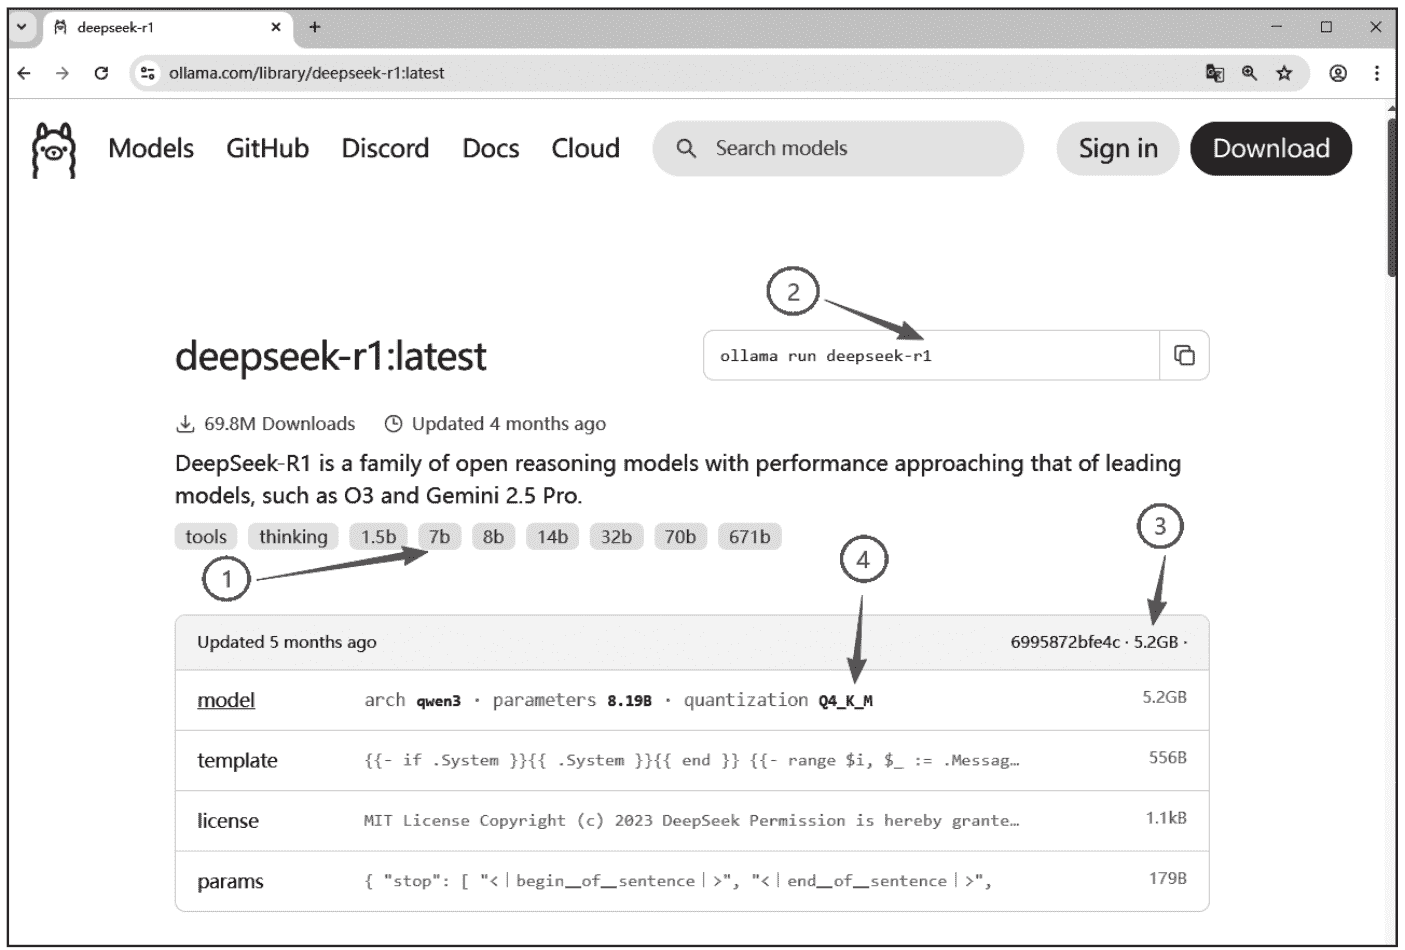 deepseek-r1
ollama.com/library/deepseek-r1:latest
Models GitHub Discord Docs Cloud Search models Sign in Download
2
deepseek-r1:latest
ollama run deepseek-r1
69.8M Downloads Updated 4 months ago
DeepSeek-R1 is a family of open reasoning models with performance approaching that of leading
models, such as O3 and Gemini 2.5 Pro.
tools thinking 1.5b 7b 8b 14b 32b 70b 671b
3
4
1
Updated 5 months ago 6995872bfe4c · 5.2GB ·
model arch qwen3 · parameters 8.19B · quantization Q4_K_M 5.2GB
template {{- if .System }}{{ .System }}{{ end }} {{- range $i, $_ := .Messag… 556B
license MIT License Copyright (c) 2023 DeepSeek Permission is hereby grante… 1.1kB
params { "stop": [ "<｜begin▁of▁sentence｜>", "<｜end▁of▁sentence｜>", 179B